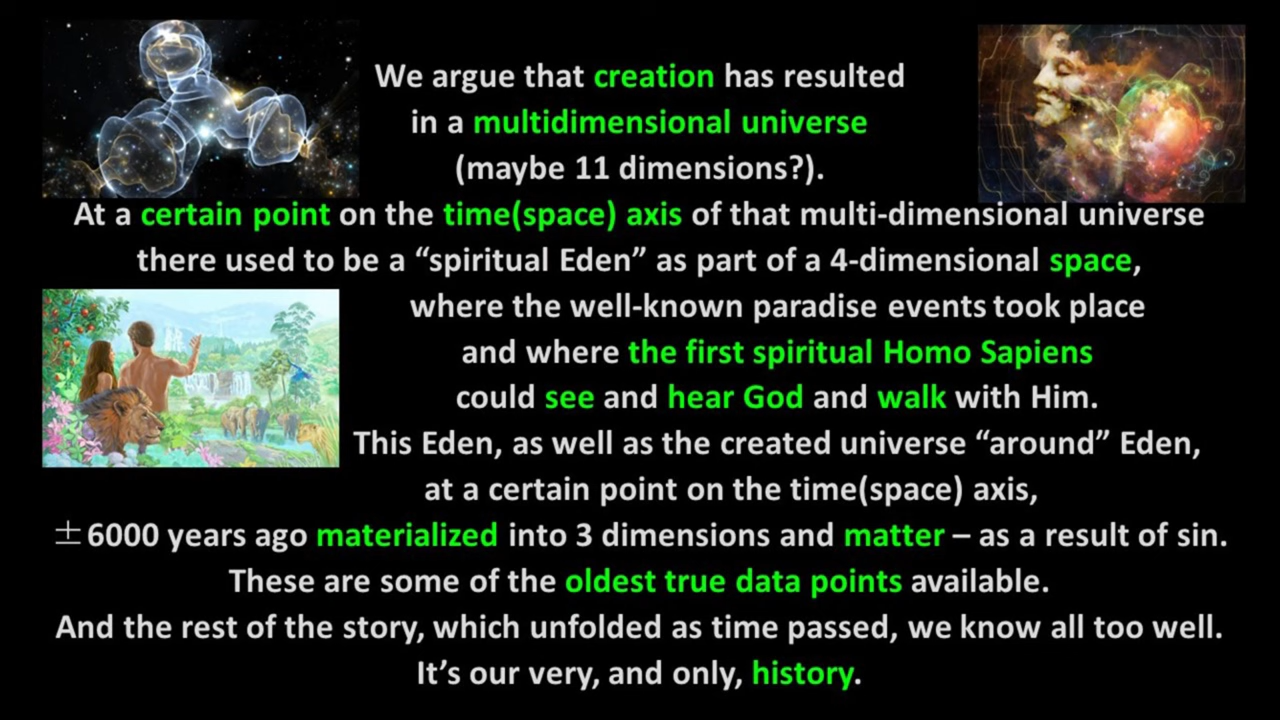 We argue that creation has resulted
in a multidimensional universe
(maybe 11 dimensions?).
At a certain point on the time(space) axis of that multi-dimensional universe
there used to be a “spiritual Eden” as part of a 4-dimensional space,
where the well-known paradise events took place
and where the first spiritual Homo Sapiens
could see and hear God and walk with Him.
This Eden, as well as the created universe “around” Eden,
at a certain point on the time(space) axis,
±6000 years ago materialized into 3 dimensions and matter – as a result of sin.
These are some of the oldest true data points available.
And the rest of the story, which unfolded as time passed, we know all too well.
It’s our very, and only, history.